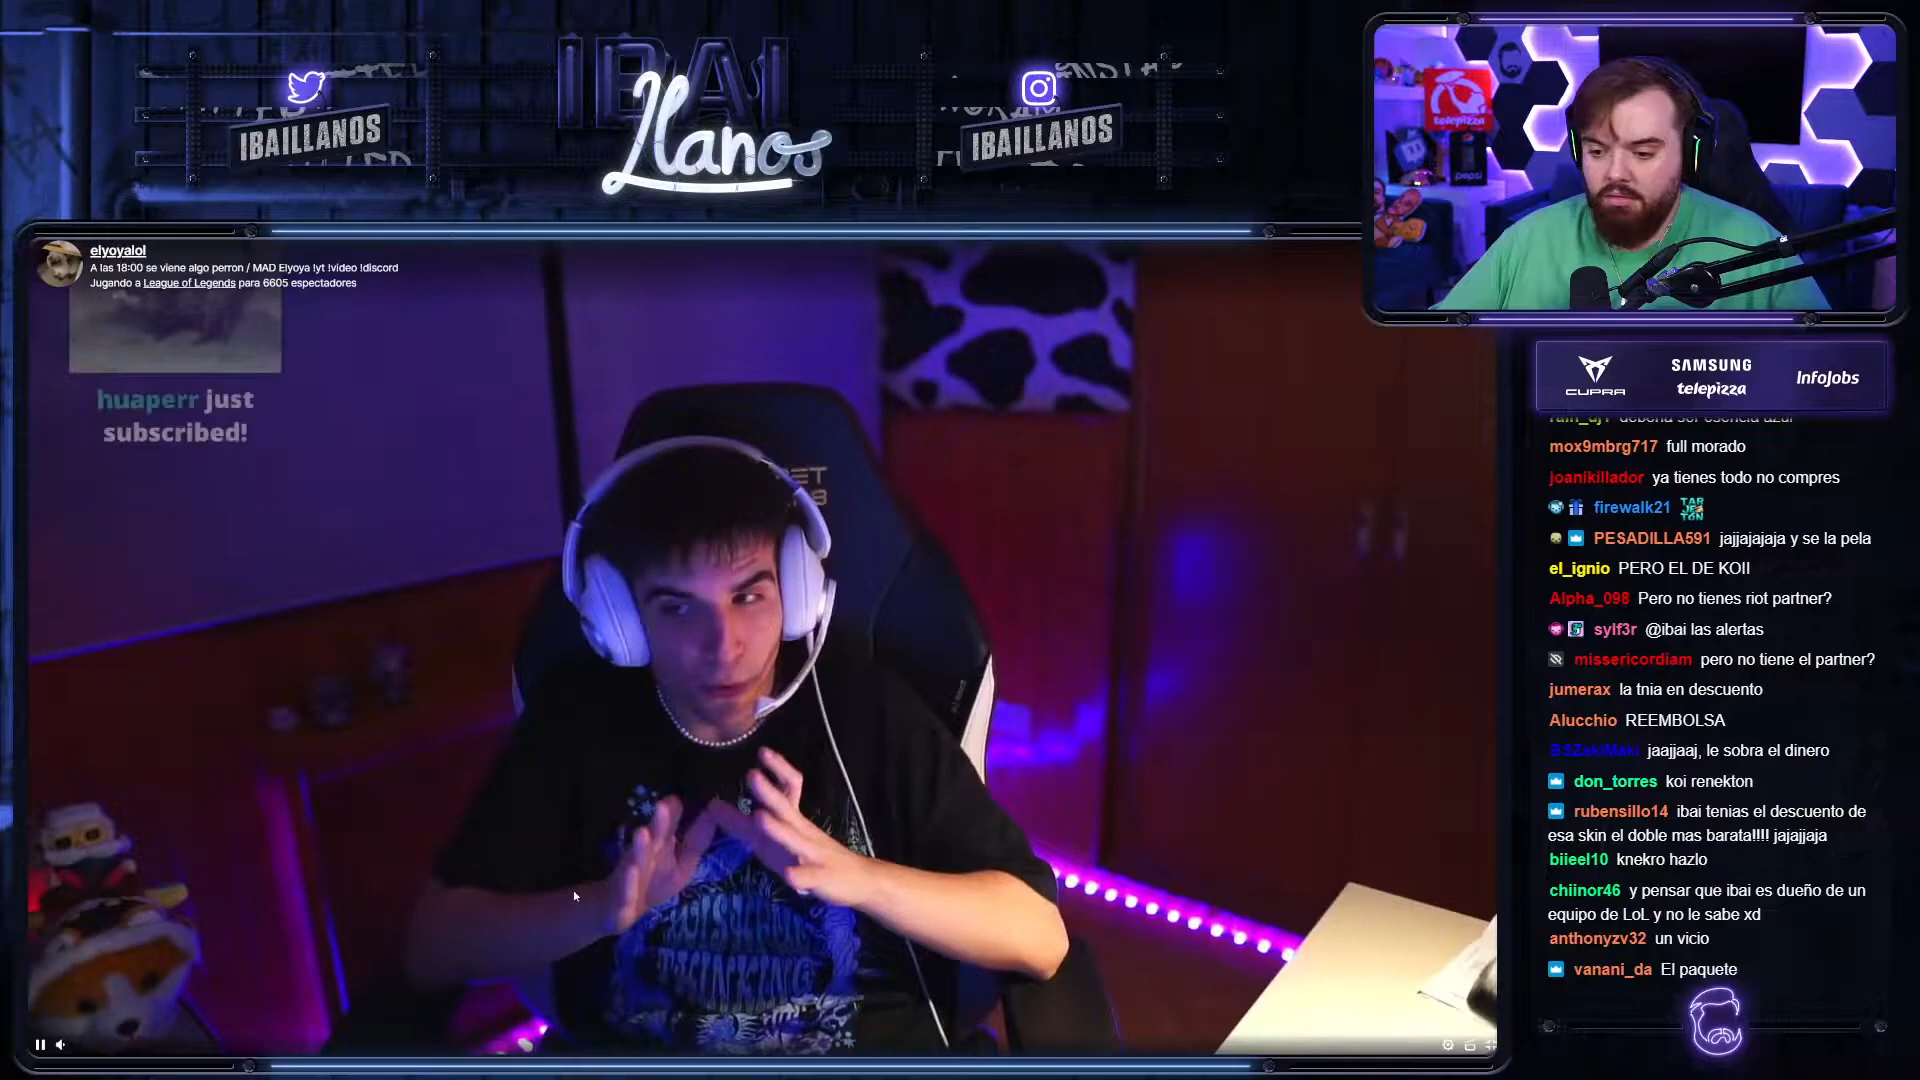 IBAI
Llanos
IBAILLANOS
IBAILLANOS
telepizza
pepsi
elyoyalol
A las 18:00 se viene algo perron / MAD Elyoya !yt !video !discord
Jugando a League of Legends para 6605 espectadores
huaperr just
subscribed!
THINKING
CUPRA
SAMSUNG
telepizza
InfoJobs
mox9mbrg717 full morado
joanikillador ya tienes todo no compres
firewalk21
PESADILLA591 jajjajajaja y se la pela
el_ignio PERO EL DE KOII
Alpha_098 Pero no tienes riot partner?
sylf3r @ibai las alertas
missericordiam pero no tiene el partner?
jumerax la tnia en descuento
Alucchio REEMBOLSA
BSZakiMaki jaajjaaj, le sobra el dinero
don_torres koi renekton
rubensillo14 ibai tenias el descuento de
esa skin el doble mas barata!!!! jajajjaja
biieel10 knekro hazlo
chiinor46 y pensar que ibai es dueño de un
equipo de LoL y no le sabe xd
anthonyzv32 un vicio
vanani_da El paquete